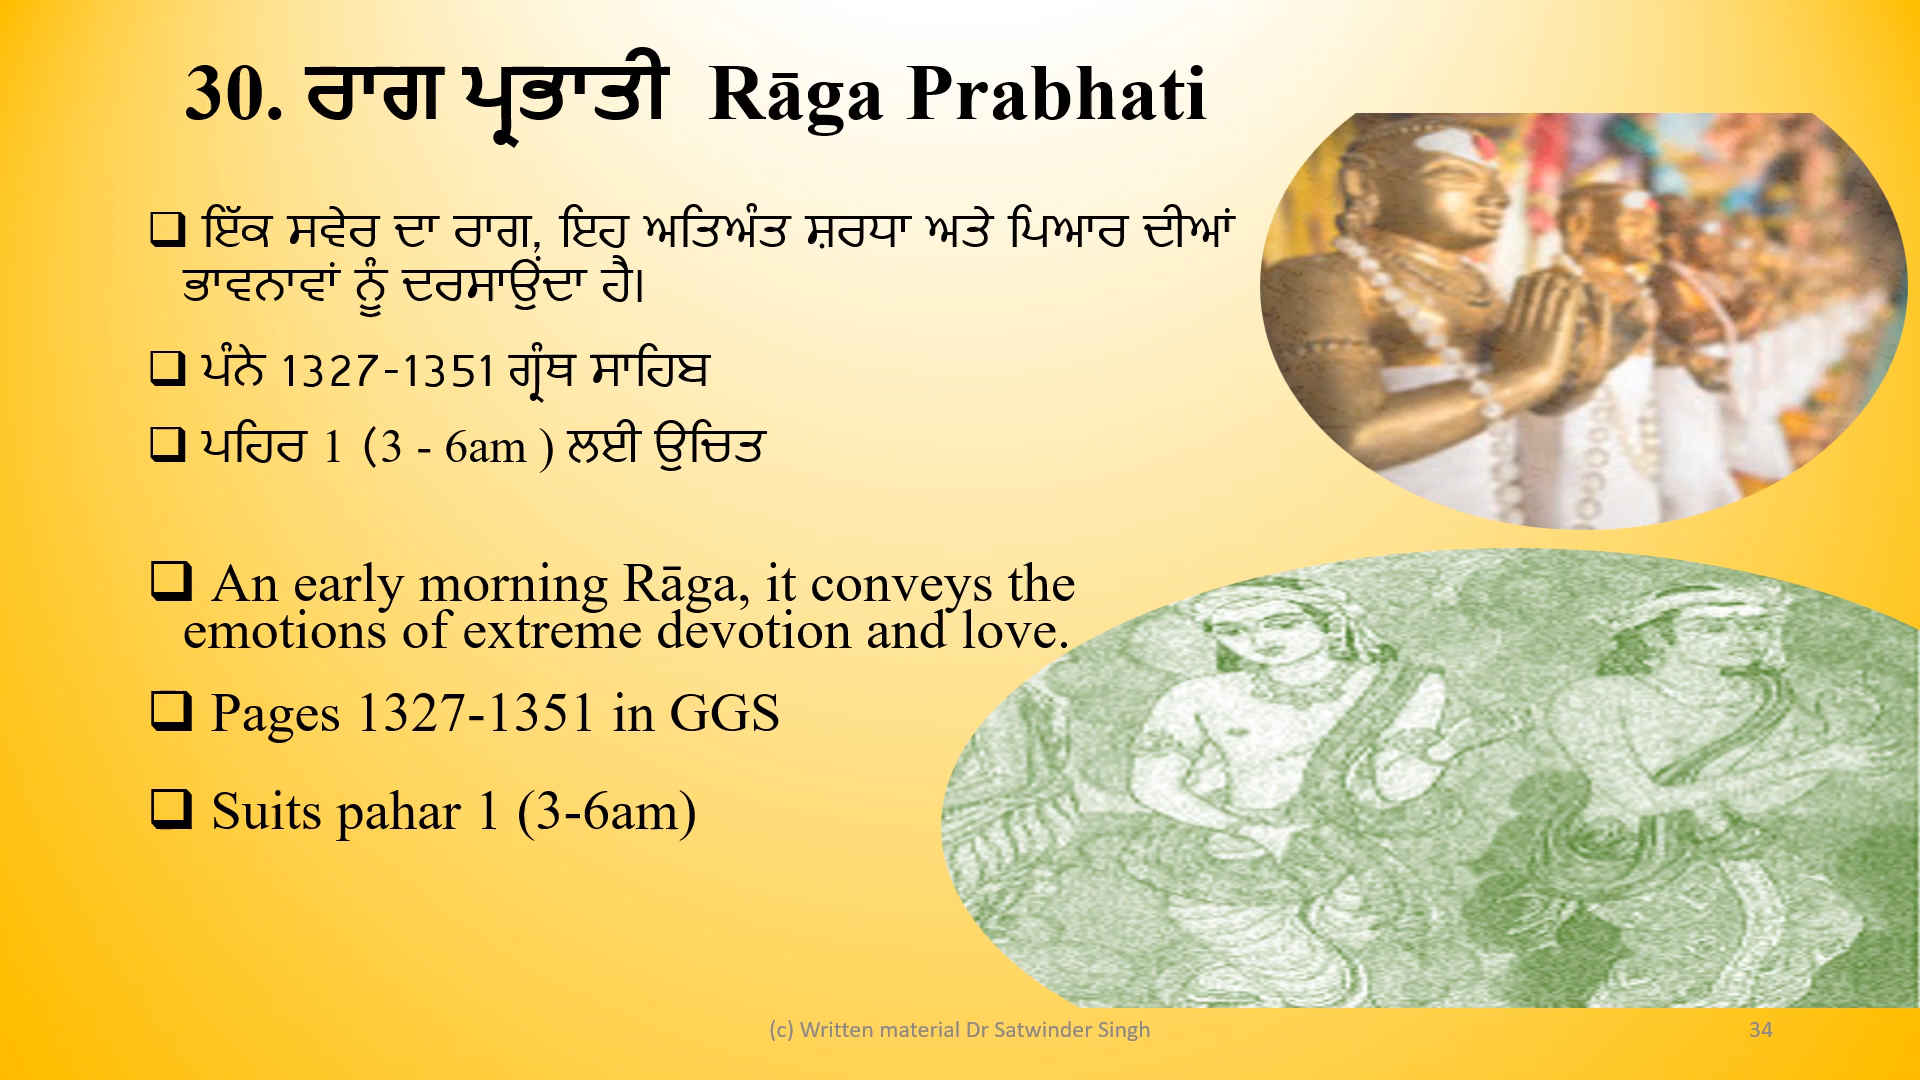 30. ਰਾਗ ਪ੍ਰਭਾਤੀ Rāga Prabhati
❑ ਇੱਕ ਸਵੇਰ ਦਾ ਰਾਗ, ਇਹ ਅਤਿਅੰਤ ਸ਼ਰਧਾ ਅਤੇ ਪਿਆਰ ਦੀਆਂ
ਭਾਵਨਾਵਾਂ ਨੂੰ ਦਰਸਾਉਂਦਾ ਹੈ।
❑ ਪੰਨੇ 1327-1351 ਗ੍ਰੰਥ ਸਾਹਿਬ
❑ ਪਹਿਰ 1 (3 - 6am ) ਲਈ ਉਚਿਤ
❑ An early morning Rāga, it conveys the
emotions of extreme devotion and love.
❑ Pages 1327-1351 in GGS
❑ Suits pahar 1 (3-6am)
(c) Written material Dr Satwinder Singh
34